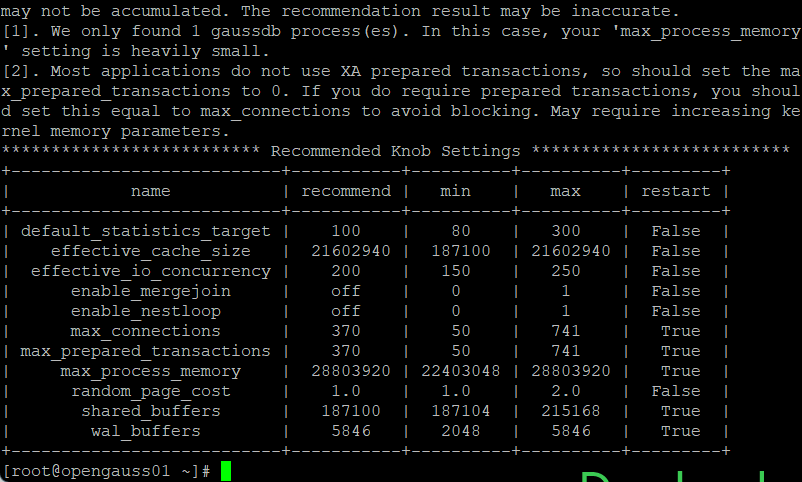 may not be accumulated. The recommendation result may be inaccurate.
[1]. We only found 1 gaussdb process(es). In this case, your 'max_process_memory
' setting is heavily small.
[2]. Most applications do not use XA prepared transactions, so should set the ma
x_prepared_transactions to 0. If you do require prepared transactions, you shoul
d set this equal to max_connections to avoid blocking. May require increasing ke
rnel memory parameters.
************************** Recommended Knob Settings **************************
+---------------------------+-----------+----------+----------+---------+
|            name           | recommend |   min    |   max    | restart |
+---------------------------+-----------+----------+----------+---------+
| default_statistics_target |    100    |    80    |   300    |  False  |
|    effective_cache_size   |  21602940 |  187100  | 21602940 |  False  |
|  effective_io_concurrency |    200    |   150    |   250    |  False  |
|      enable_mergejoin     |    off    |    0     |    1     |  False  |
|      enable_nestloop      |    off    |    0     |    1     |  False  |
|      max_connections      |    370    |    50    |   741    |   True  |
| max_prepared_transactions |    370    |    50    |   741    |   True  |
|     max_process_memory    |  28803920 | 22403048 | 28803920 |   True  |
|      random_page_cost     |    1.0    |   1.0    |   2.0    |  False  |
|       shared_buffers      |   187100  |  187104  |  215168  |   True  |
|        wal_buffers        |    5846   |   2048   |   5846   |   True  |
+---------------------------+-----------+----------+----------+---------+
[root@opengauss01 ~]#